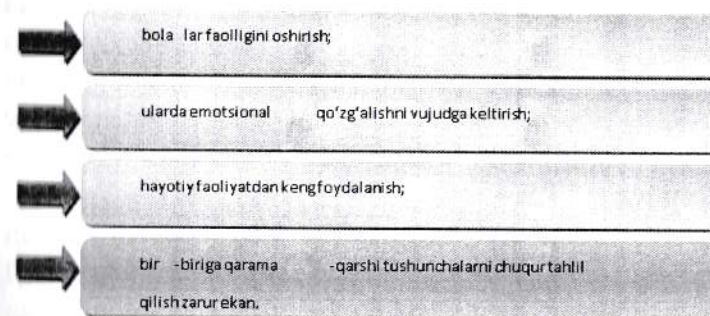 bola lar faolligini oshirish;
ularda emotsional qo‘zg‘alishni vujudga keltirish;
hayotiy faoliyatdan keng foydalanish;
bir -biriga qarama -qarshi tushunchalarni chuqur tahlil
qilish zarur ekan.